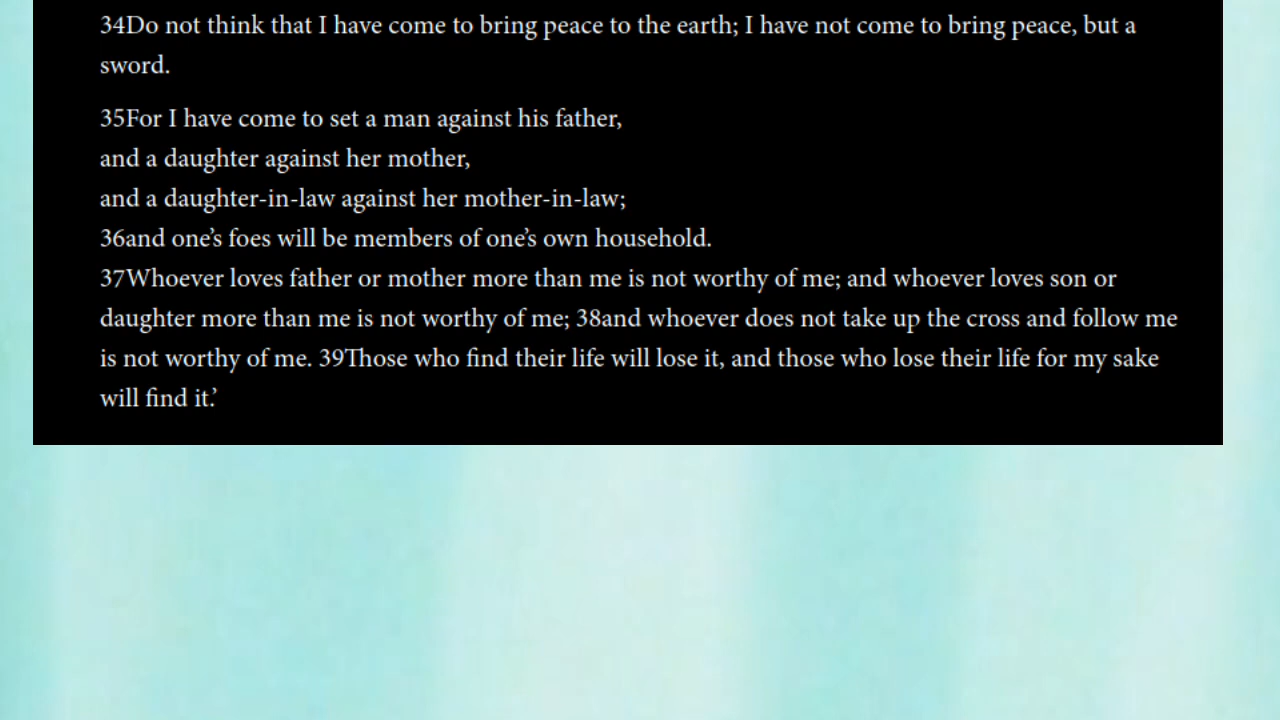 34Do not think that I have come to bring peace to the earth; I have not come to bring peace, but a
sword.
35For I have come to set a man against his father,
and a daughter against her mother,
and a daughter-in-law against her mother-in-law;
36and one’s foes will be members of one’s own household.
37Whoever loves father or mother more than me is not worthy of me; and whoever loves son or
daughter more than me is not worthy of me; 38and whoever does not take up the cross and follow me
is not worthy of me. 39Those who find their life will lose it, and those who lose their life for my sake
will find it.’